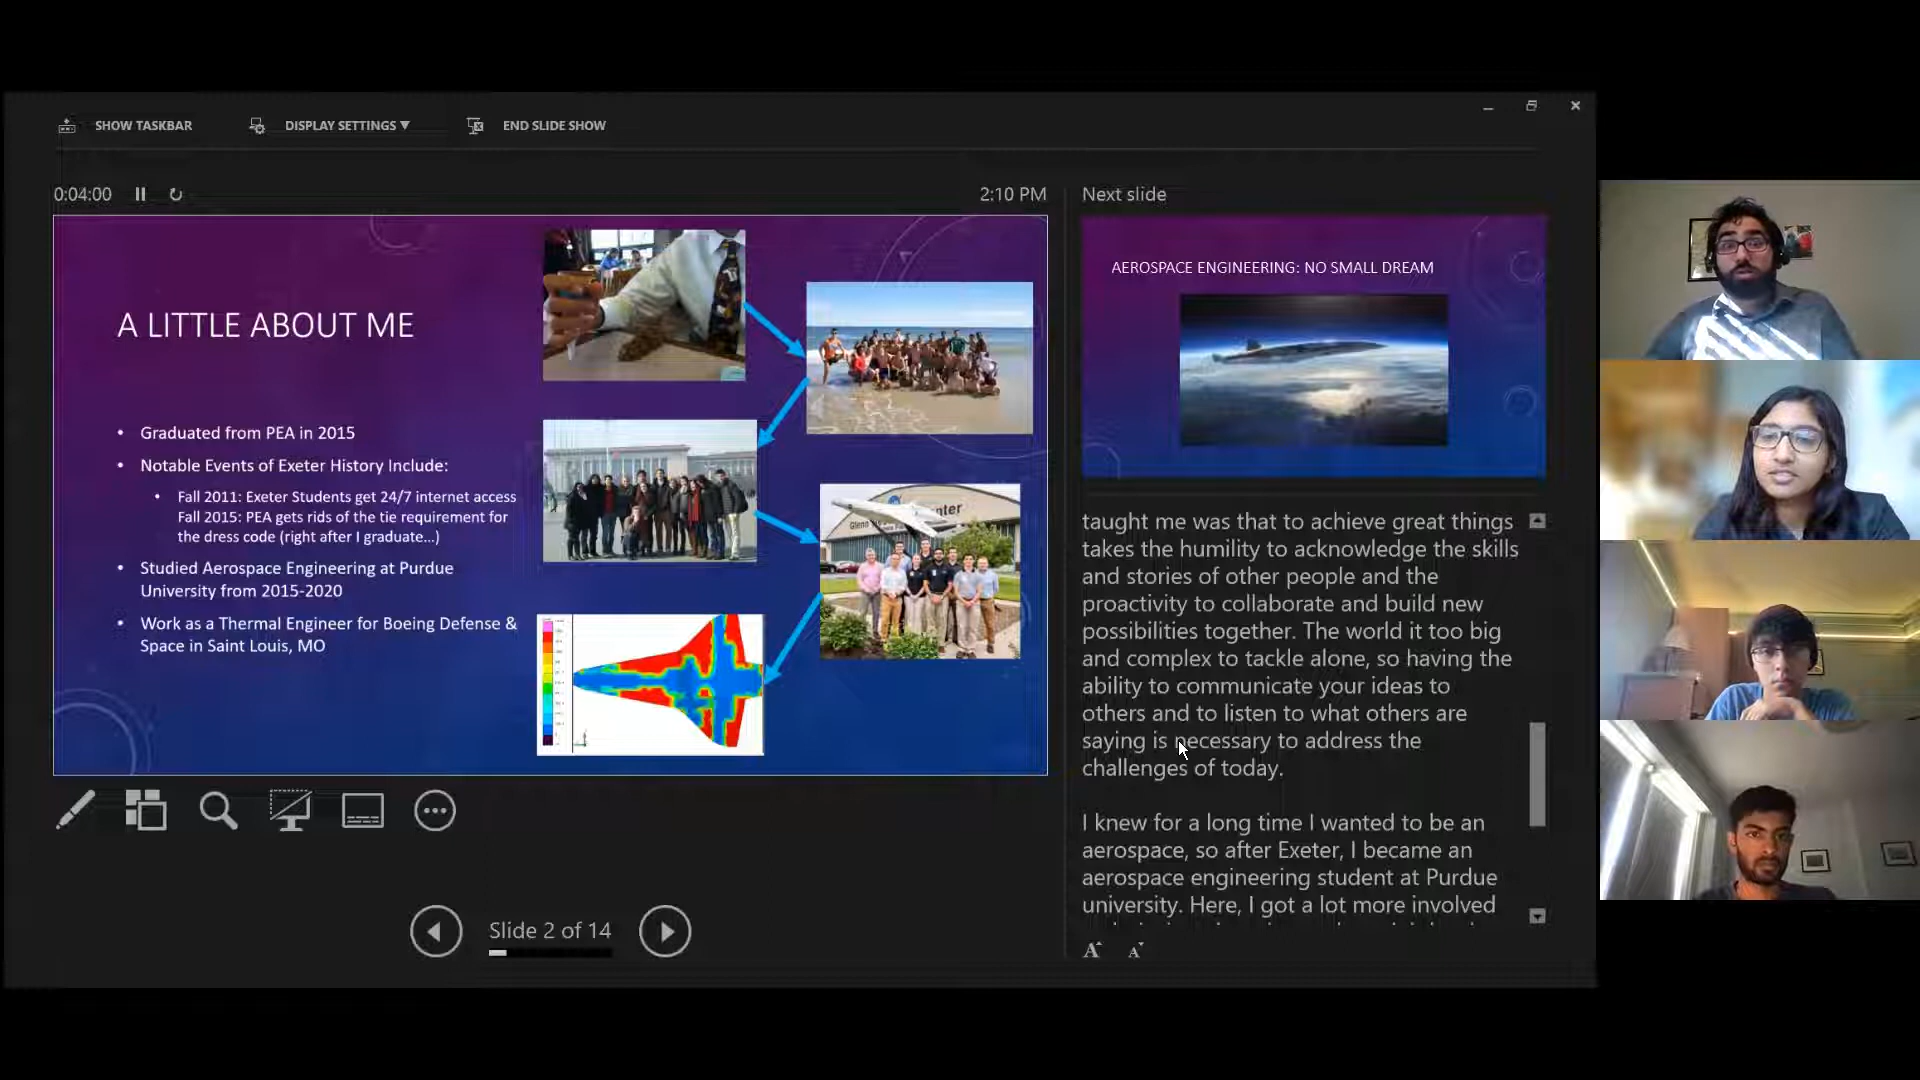 SHOW TASKBAR
DISPLAY SETTINGS ▼
END SLIDE SHOW
0:04:00
2:10 PM
A LITTLE ABOUT ME
• Graduated from PEA in 2015
• Notable Events of Exeter History Include:
• Fall 2011: Exeter Students get 24/7 internet access
Fall 2015: PEA gets rids of the tie requirement for
the dress code (right after I graduate...)
• Studied Aerospace Engineering at Purdue
University from 2015-2020
• Work as a Thermal Engineer for Boeing Defense &
Space in Saint Louis, MO
Glenn
nter
Slide 2 of 14
Next slide
AEROSPACE ENGINEERING: NO SMALL DREAM
taught me was that to achieve great things
takes the humility to acknowledge the skills
and stories of other people and the
proactivity to collaborate and build new
possibilities together. The world it too big
and complex to tackle alone, so having the
ability to communicate your ideas to
others and to listen to what others are
saying is necessary to address the
challenges of today.
I knew for a long time I wanted to be an
aerospace, so after Exeter, I became an
aerospace engineering student at Purdue
university. Here, I got a lot more involved
A A